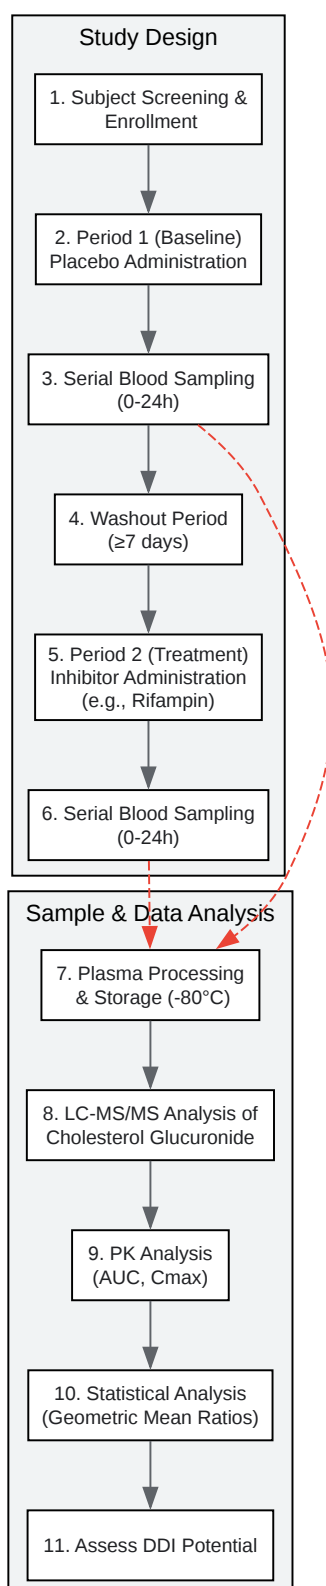 Study Design
1. Subject Screening &
Enrollment
2. Period 1 (Baseline)
Placebo Administration
3. Serial Blood Sampling
(0-24h)
4. Washout Period
(≥7 days)
5. Period 2 (Treatment)
Inhibitor Administration
(e.g., Rifampin)
6. Serial Blood Sampling
(0-24h)
Sample & Data Analysis
7. Plasma Processing
& Storage (-80°C)
8. LC-MS/MS Analysis of
Cholesterol Glucuronide
9. PK Analysis
(AUC, Cmax)
10. Statistical Analysis
(Geometric Mean Ratios)
11. Assess DDI Potential